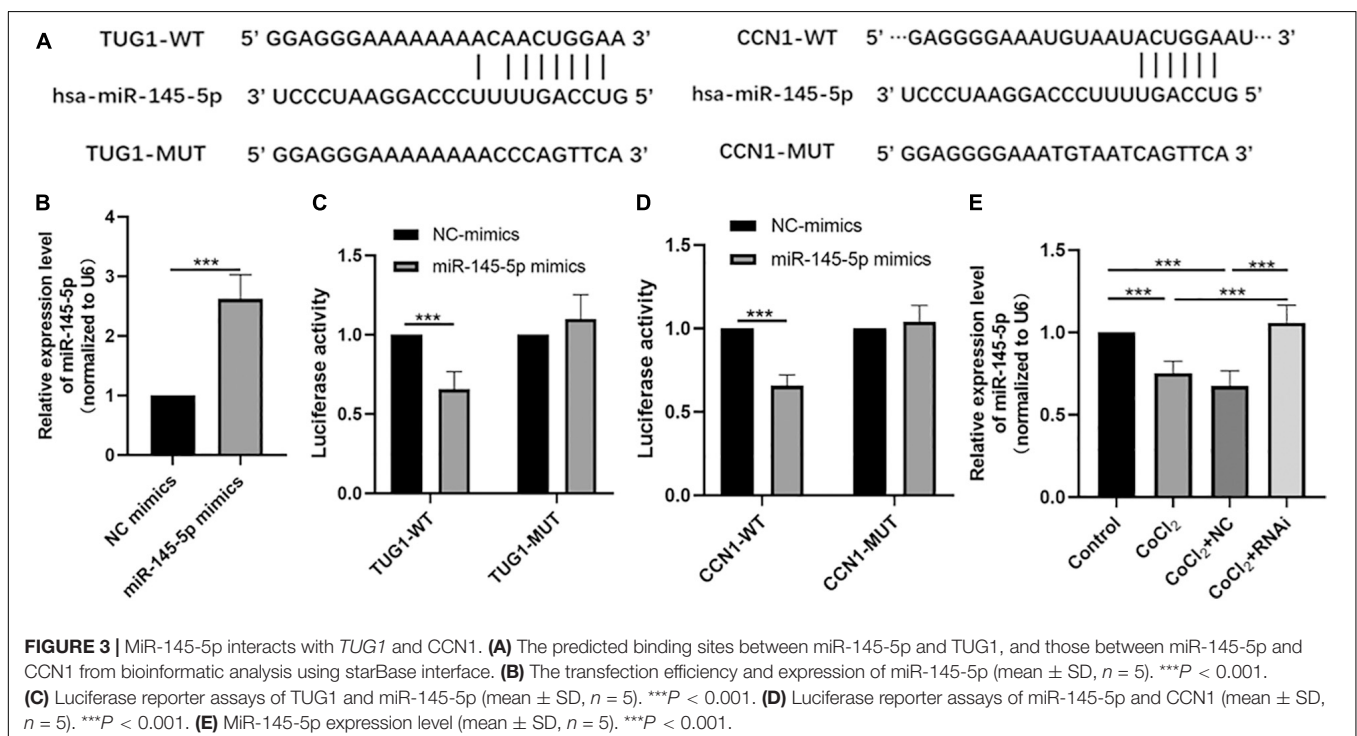 A
TUG1-WT 5’ GGAGGGAAAAAAAACAACUGGAA 3’
hsa-miR-145-5p 3’ UCCCUAAGGACCCUUUUGACCUG 5’
TUG1-MUT 5’ GGAGGGAAAAAAAACCCAGTTCA 3’
CCN1-WT 5’ ···GAGGGGAAAUGUAAUACUGGAAU··· 3’
hsa-miR-145-5p 3’ UCCCUAAGGACCCUUUUGACCUG 5’
CCN1-MUT 5’ GGAGGGGAAATGTAATCAGTTCA 3’
B
Relative expression level
of miR-145-5p
(normalized to U6)
4
3
2
1
0
***
NC mimics
miR-145-5p mimics
C
NC-mimics
miR-145-5p mimics
Luciferase activity
1.5
1.0
0.5
0.0
***
TUG1-WT
TUG1-MUT
D
NC-mimics
miR-145-5p mimics
Luciferase activity
1.5
1.0
0.5
0.0
***
CCN1-WT
CCN1-MUT
E
Relative expression level
of miR-145-5p
(normalized to U6)
1.5
1.0
0.5
0.0
*** ***
*** ***
Control
CoCl₂
CoCl₂+NC
CoCl₂+RNAi
FIGURE 3 | MiR-145-5p interacts with TUG1 and CCN1. (A) The predicted binding sites between miR-145-5p and TUG1, and those between miR-145-5p and
CCN1 from bioinformatic analysis using starBase interface. (B) The transfection efficiency and expression of miR-145-5p (mean ± SD, n = 5). ***P < 0.001.
(C) Luciferase reporter assays of TUG1 and miR-145-5p (mean ± SD, n = 5). ***P < 0.001. (D) Luciferase reporter assays of miR-145-5p and CCN1 (mean ± SD,
n = 5). ***P < 0.001. (E) MiR-145-5p expression level (mean ± SD, n = 5). ***P < 0.001.